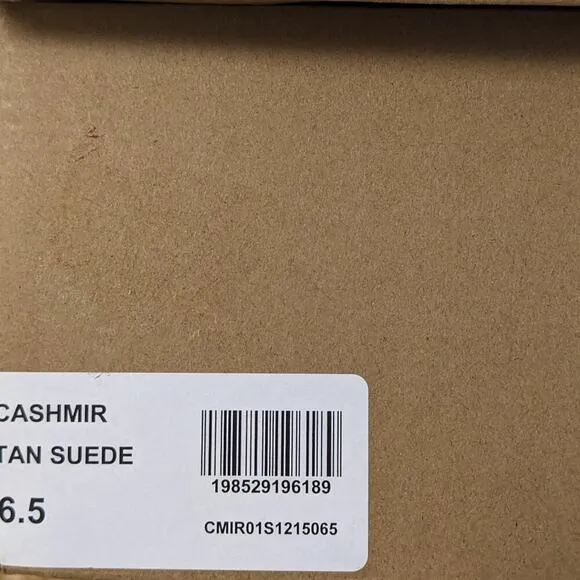 CASHMIR
TAN SUEDE
6.5
198529196189
CMIR01S1215065